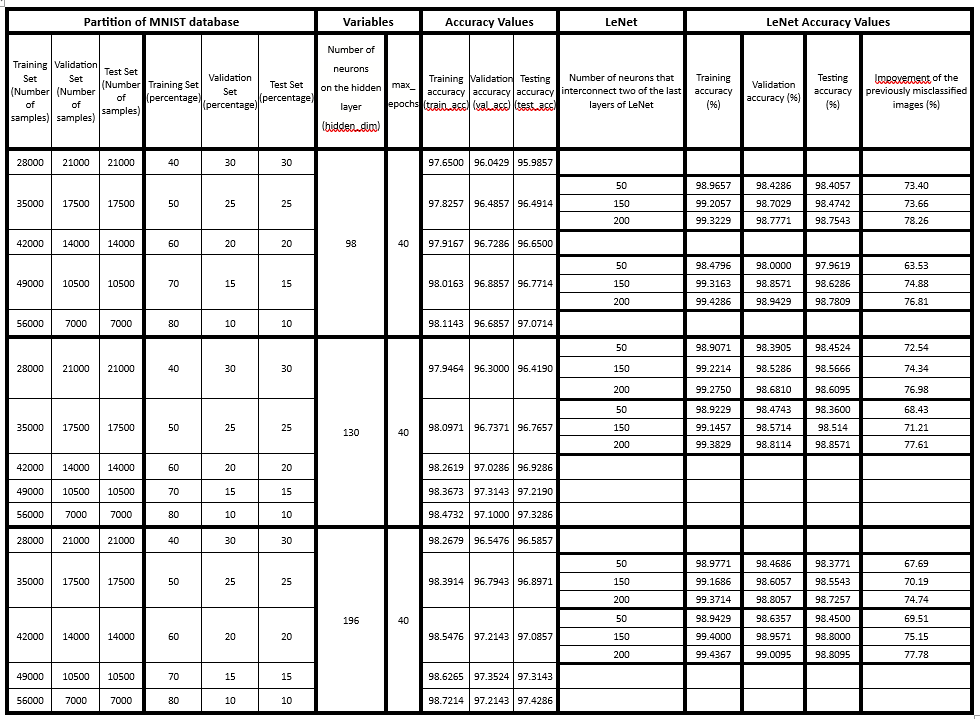 Partition of MNIST database Variables Accuracy Values LeNet LeNet Accuracy Values
Training Set (Number of samples) Validation Set (Number of samples) Test Set (Number of samples) Training Set (percentage) Validation Set (percentage) Test Set (percentage) Number of neurons on the hidden layer (hidden_dim) max_ epochs Training accuracy (train_acc) Validation accuracy (val_acc) Testing accuracy (test_acc) Number of neurons that interconnect two of the last layers of LeNet Training accuracy (%) Validation accuracy (%) Testing accuracy (%) Impovement of the previously misclassified images (%)
28000 21000 21000 40 30 30 97.6500 96.0429 95.9857
50 98.9657 98.4286 98.4057 73.40
35000 17500 17500 50 25 25 97.8257 96.4857 96.4914 150 99.2057 98.7029 98.4742 73.66
200 99.3229 98.7771 98.7543 78.26
42000 14000 14000 60 20 20 98 40 97.9167 96.7286 96.6500
50 98.4796 98.0000 97.9619 63.53
49000 10500 10500 70 15 15 98.0163 96.8857 96.7714 150 99.3163 98.8571 98.6286 74.88
200 99.4286 98.9429 98.7809 76.81
56000 7000 7000 80 10 10 98.1143 96.6857 97.0714
50 98.9071 98.3905 98.4524 72.54
28000 21000 21000 40 30 30 97.9464 96.3000 96.4190 150 99.2214 98.5286 98.5666 74.34
200 99.2750 98.6810 98.6095 76.98
50 98.9229 98.4743 98.3600 68.43
35000 17500 17500 50 25 25 130 40 98.0971 96.7371 96.7657 150 99.1457 98.5714 98.514 71.21
200 99.3829 98.8114 98.8571 77.61
42000 14000 14000 60 20 20 98.2619 97.0286 96.9286
49000 10500 10500 70 15 15 98.3673 97.3143 97.2190
56000 7000 7000 80 10 10 98.4732 97.1000 97.3286
28000 21000 21000 40 30 30 98.2679 96.5476 96.5857
50 98.9771 98.4686 98.3771 67.69
35000 17500 17500 50 25 25 98.3914 96.7943 96.8971 150 99.1686 98.6057 98.5543 70.19
200 99.3714 98.8057 98.7257 74.74
196 40 50 98.9429 98.6357 98.4500 69.51
42000 14000 14000 60 20 20 98.5476 97.2143 97.0857 150 99.4000 98.9571 98.8000 75.15
200 99.4367 99.0095 98.8095 77.78
49000 10500 10500 70 15 15 98.6265 97.3524 97.3143
56000 7000 7000 80 10 10 98.7214 97.2143 97.4286